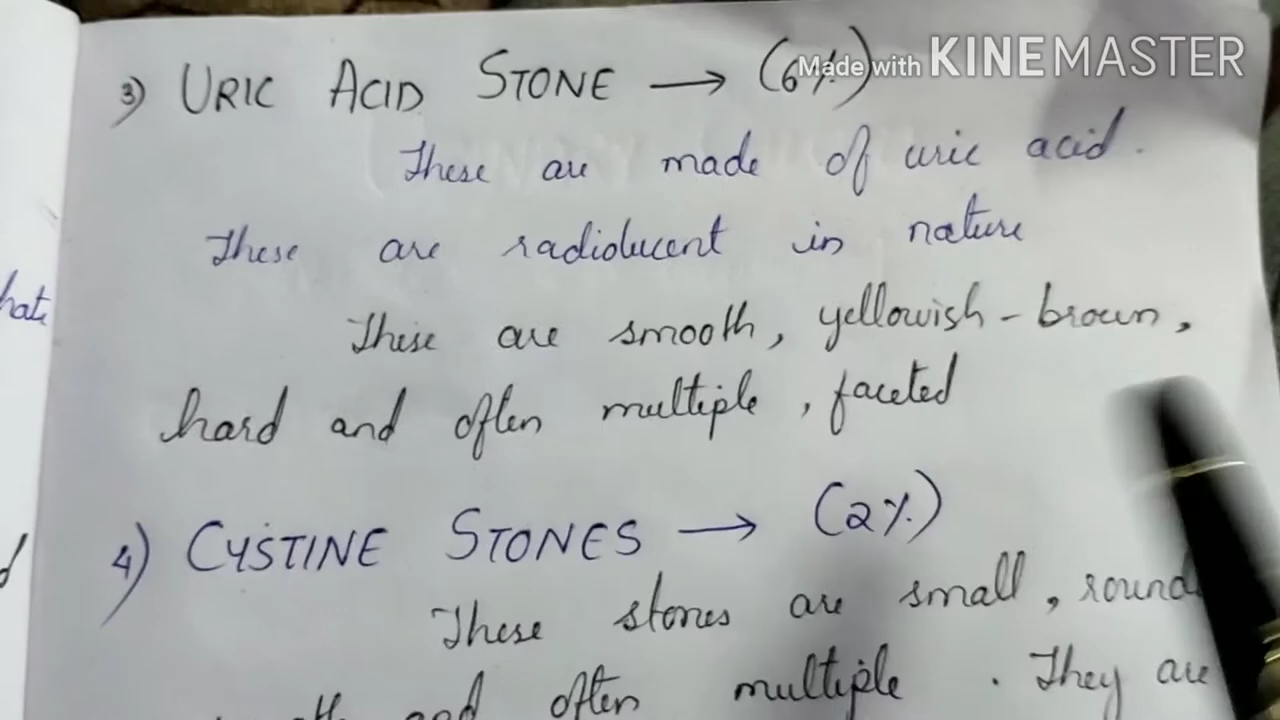 Made with KINEMASTER
3) URIC ACID STONE → (6%)
These are made of uric acid.
These are radiolucent in nature
hate
These are smooth, yellowish-brown,
hard and often multiple, faceted
4) CYSTINE STONES → (2%)
These stones are small, round
and often multiple. They are